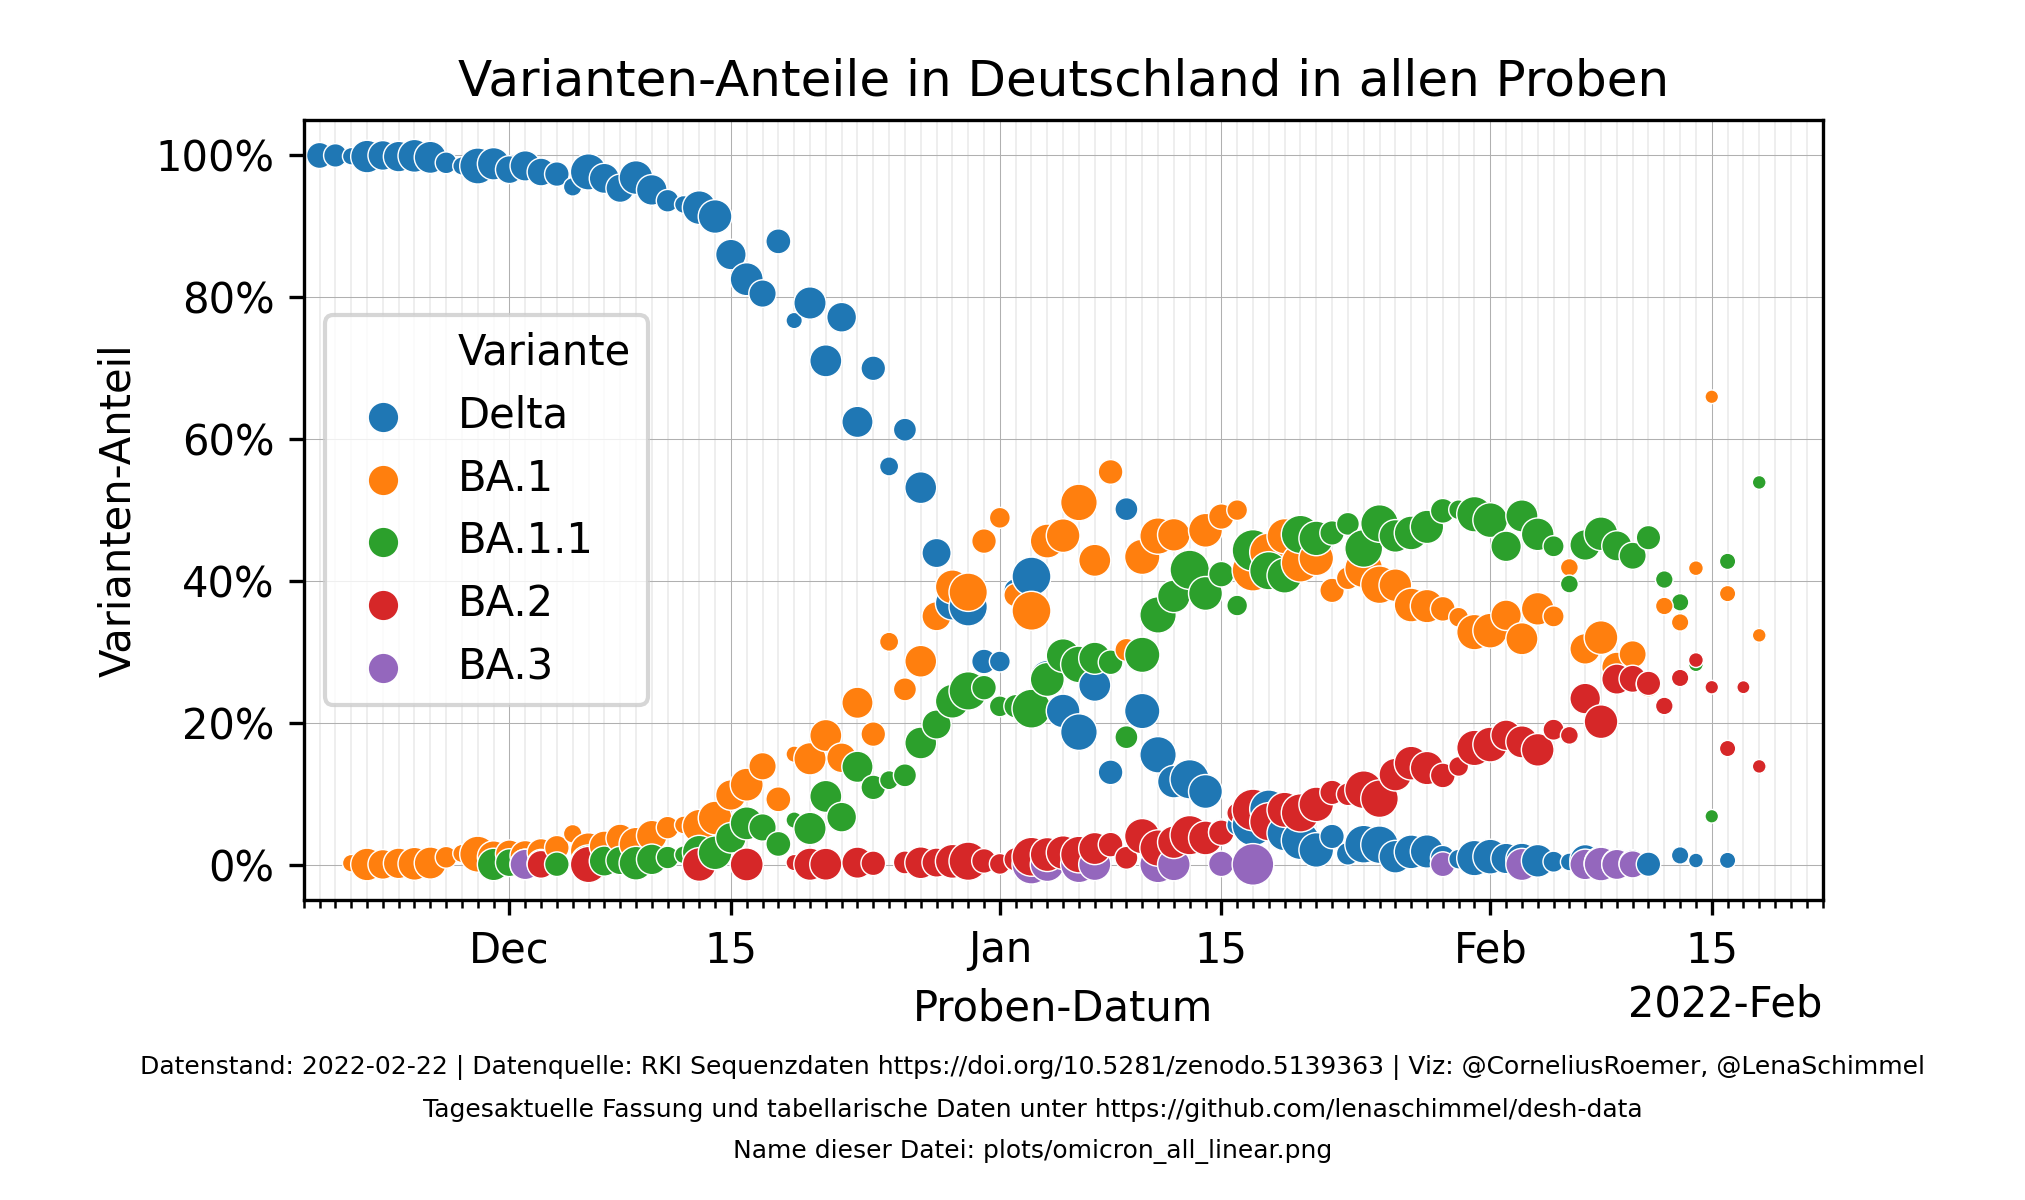 Varianten-Anteile in Deutschland in allen Proben
Varianten-Anteil
100%
80%
60%
40%
20%
0%
Variante
Delta
BA.1
BA.1.1
BA.2
BA.3
Dec 15 Jan 15 Feb 15
2022-Feb
Proben-Datum
Datenstand: 2022-02-22 | Datenquelle: RKI Sequenzdaten https://doi.org/10.5281/zenodo.5139363 | Viz: @CorneliusRoemer, @LenaSchimmel
Tagesaktuelle Fassung und tabellarische Daten unter https://github.com/lenaschimmel/desh-data
Name dieser Datei: plots/omicron_all_linear.png